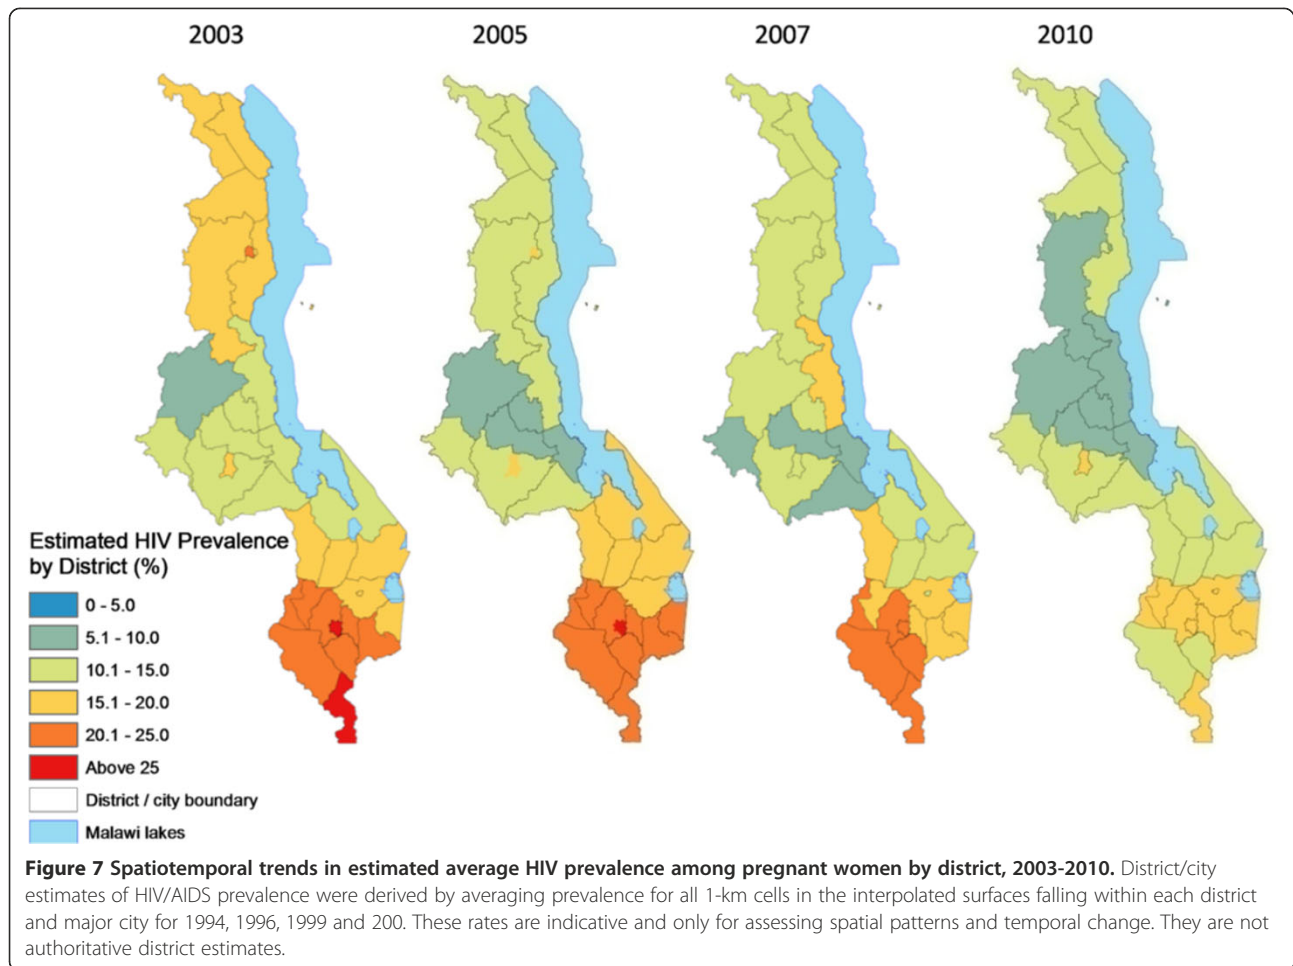 2003 2005 2007 2010
Estimated HIV Prevalence
by District (%)
0 - 5.0
5.1 - 10.0
10.1 - 15.0
15.1 - 20.0
20.1 - 25.0
Above 25
District / city boundary
Malawi lakes
Figure 7 Spatiotemporal trends in estimated average HIV prevalence among pregnant women by district, 2003-2010. District/city
estimates of HIV/AIDS prevalence were derived by averaging prevalence for all 1-km cells in the interpolated surfaces falling within each district
and major city for 1994, 1996, 1999 and 200. These rates are indicative and only for assessing spatial patterns and temporal change. They are not
authoritative district estimates.